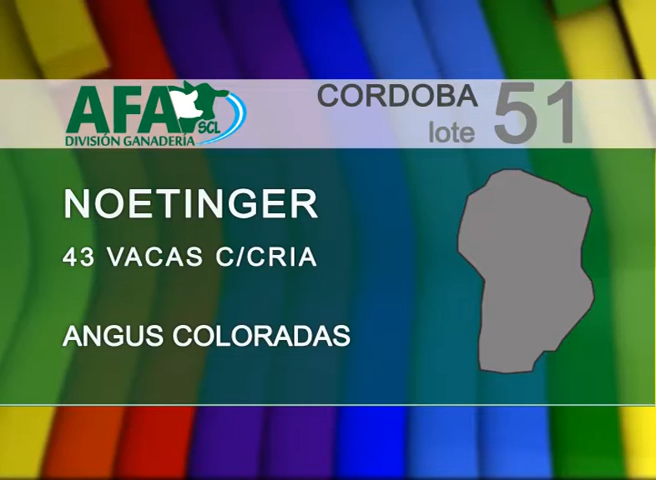 AFA SCL
DIVISIÓN GANADERÍA
CORDOBA
lote 51
NOETINGER
43 VACAS C/CRIA
ANGUS COLORADAS